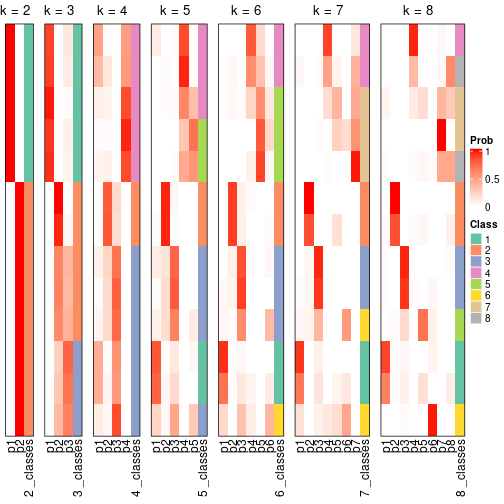 k = 2 k = 3 k = 4 k = 5 k = 6 k = 7 k = 8
Prob
1
0.5
0
Class
1
2
3
4
5
6
7
8
p1 p2 2_classes p1 p2 p3 3_classes p1 p2 p3 p4 4_classes p1 p2 p3 p4 p5 5_classes p1 p2 p3 p4 p5 p6 6_classes p1 p2 p3 p4 p5 p6 p7 7_classes p1 p2 p3 p4 p5 p6 p7 p8 8_classes